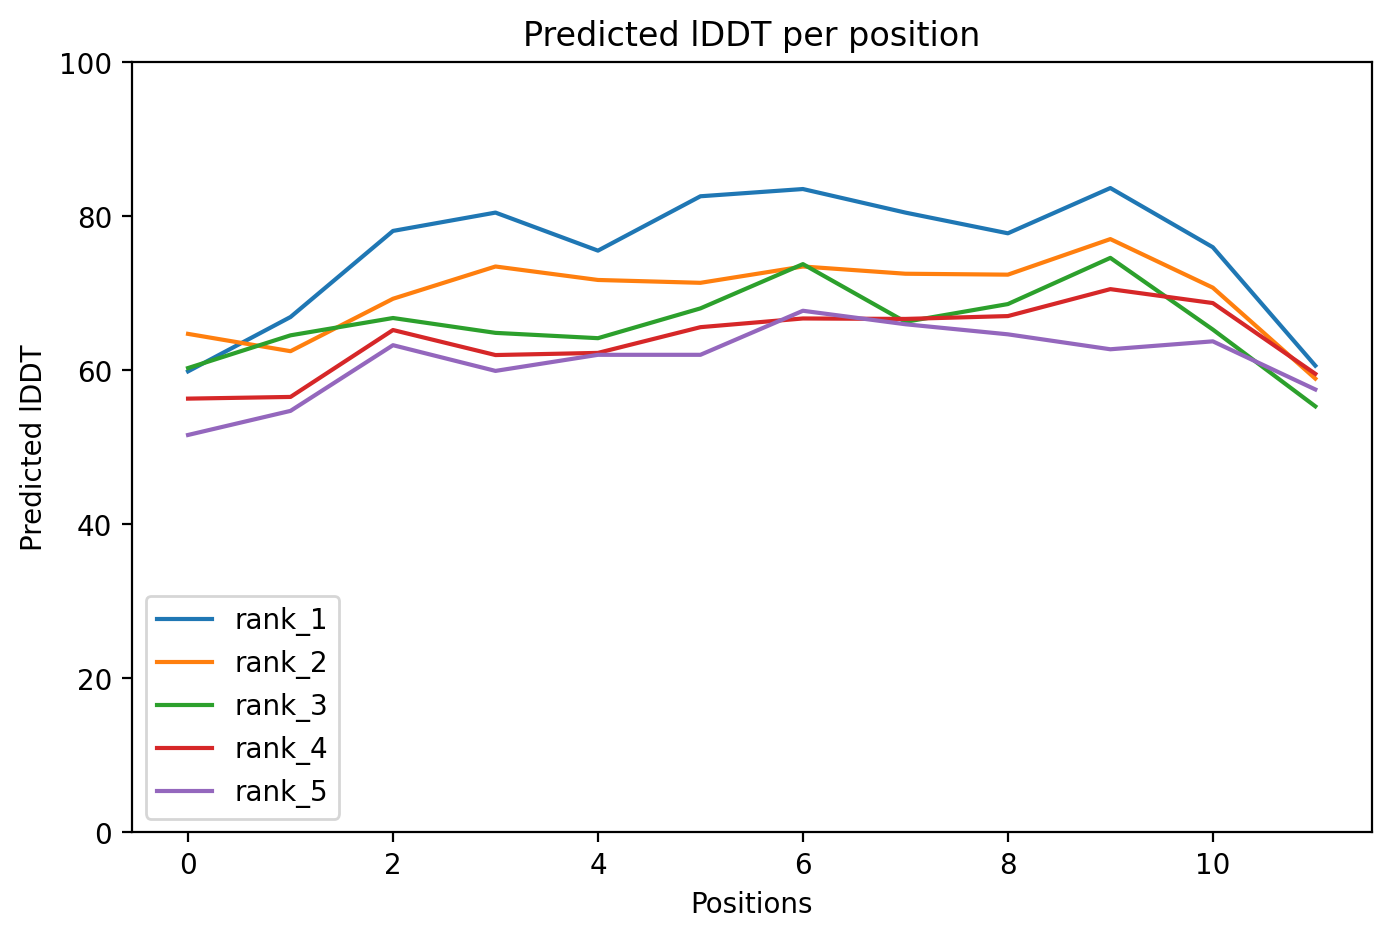 Predicted lDDT per position
100
80
60
40
20
0
Predicted lDDT
rank_1
rank_2
rank_3
rank_4
rank_5
0 2 4 6 8 10
Positions